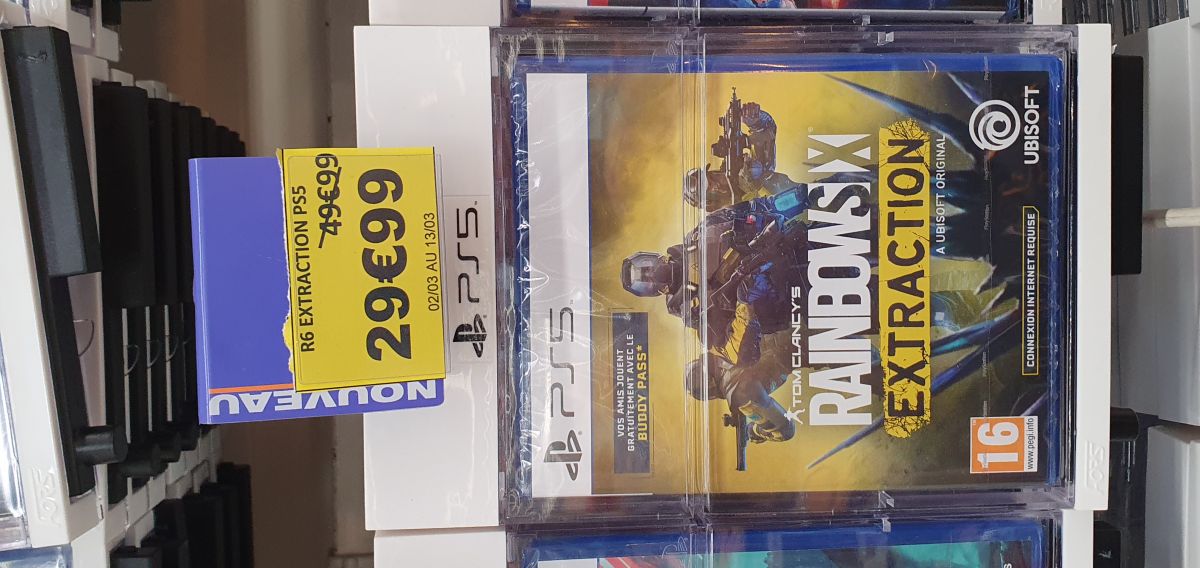 R6 EXTRACTION PS5
49€99
29€99
02/03 AU 13/03
NOUVEAU
PS5
PS5
VOS AMIS JOUENT
GRATUITEMENT AVEC LE
BUDDY PASS*
TOM CLANCY'S
RAINBOW SIX
EXTRACTION
A UBISOFT ORIGINAL
16
www.pegi.info
CONNEXION INTERNET REQUISE
UBISOFT